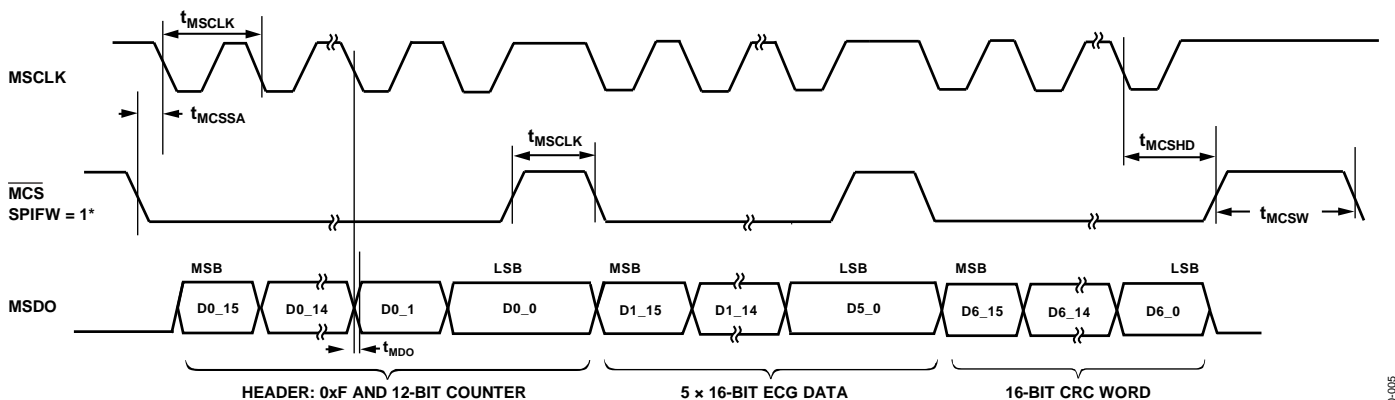 tMSCLK
MSCLK
tMCSSA
tMSCLK
tMCSHD
MCS
SPIFW = 1*
tMCSW
MSB
LSB
MSB
LSB
MSB
LSB
MSDO
D0_15
D0_14
D0_1
D0_0
D1_15
D1_14
D5_0
D6_15
D6_14
D6_0
tMDO
HEADER: 0xF AND 12-BIT COUNTER
5 × 16-BIT ECG DATA
16-BIT CRC WORD